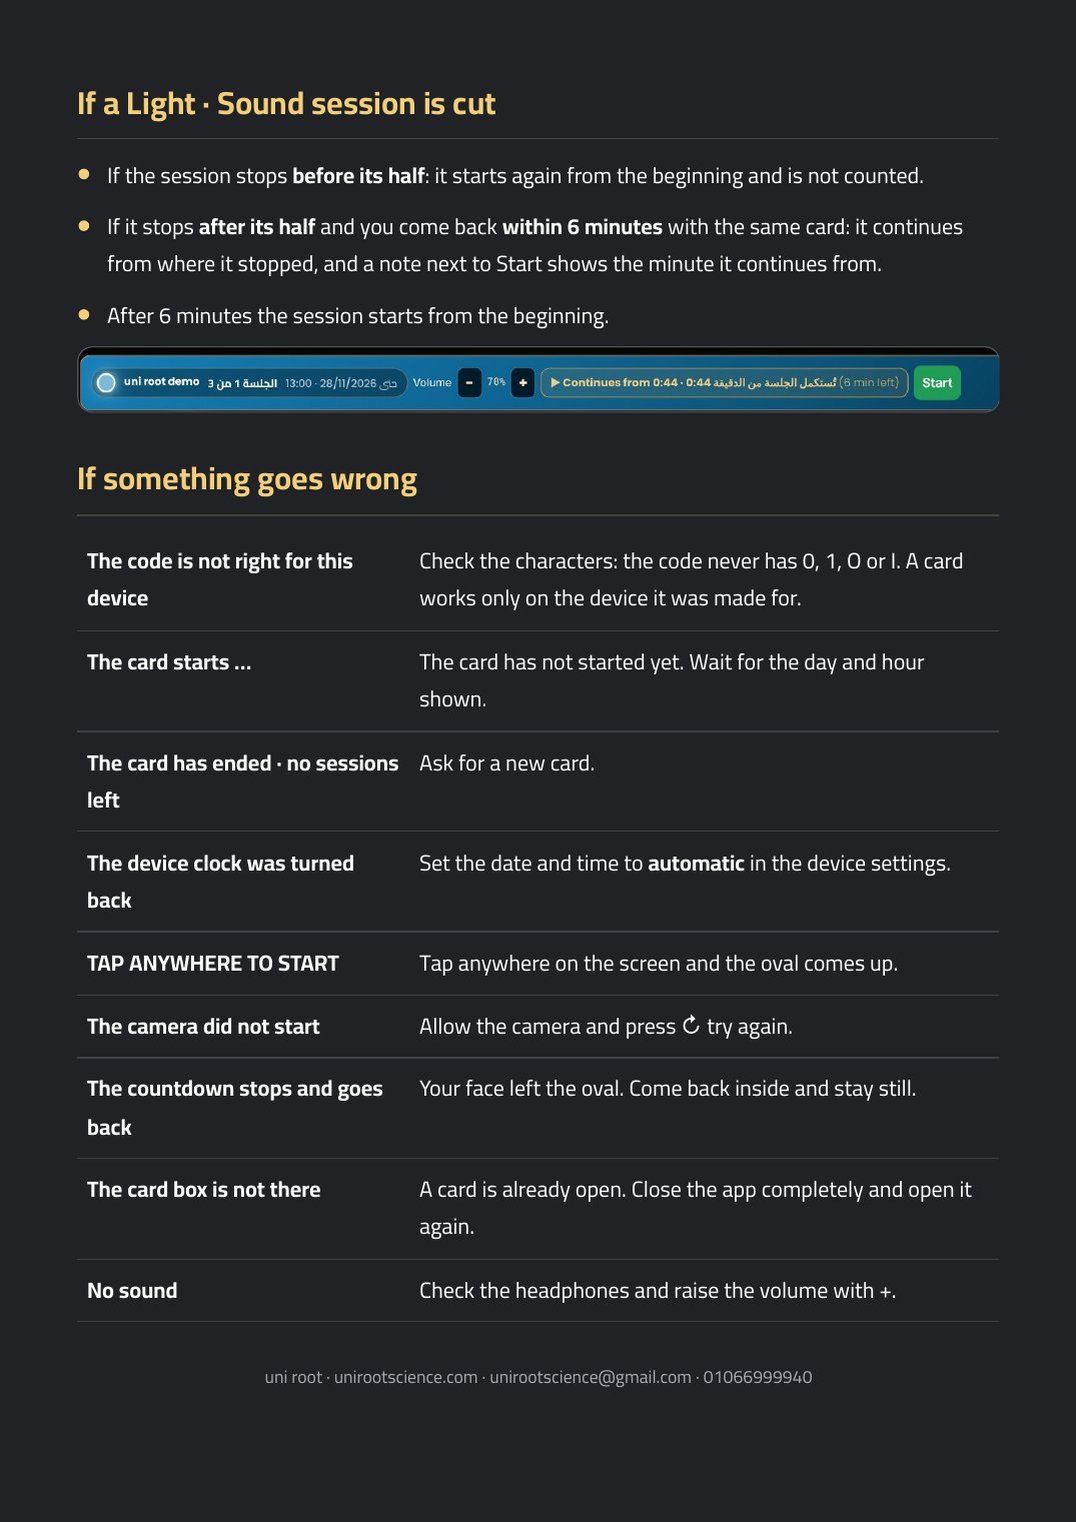 If a Light · Sound session is cut
If the session stops before its half: it starts again from the beginning and is not counted.
If it stops after its half and you come back within 6 minutes with the same card: it continues
from where it stopped, and a note next to Start shows the minute it continues from.
After 6 minutes the session starts from the beginning.
uni root demo الجلسة 1 من 3 حتى 28/11/2026 · 13:00 Volume - 70% + ▶ Continues from 0:44 · تُستكمل الجلسة من الدقيقة 0:44 (6 min left) Start
If something goes wrong
The code is not right for this Check the characters: the code never has 0, 1, O or I. A card
device works only on the device it was made for.
The card starts ... The card has not started yet. Wait for the day and hour
shown.
The card has ended · no sessions Ask for a new card.
left
The device clock was turned Set the date and time to automatic in the device settings.
back
TAP ANYWHERE TO START Tap anywhere on the screen and the oval comes up.
The camera did not start Allow the camera and press ↻ try again.
The countdown stops and goes Your face left the oval. Come back inside and stay still.
back
The card box is not there A card is already open. Close the app completely and open it
again.
No sound Check the headphones and raise the volume with +.
uni root · unirootscience.com · unirootscience@gmail.com · 01066999940